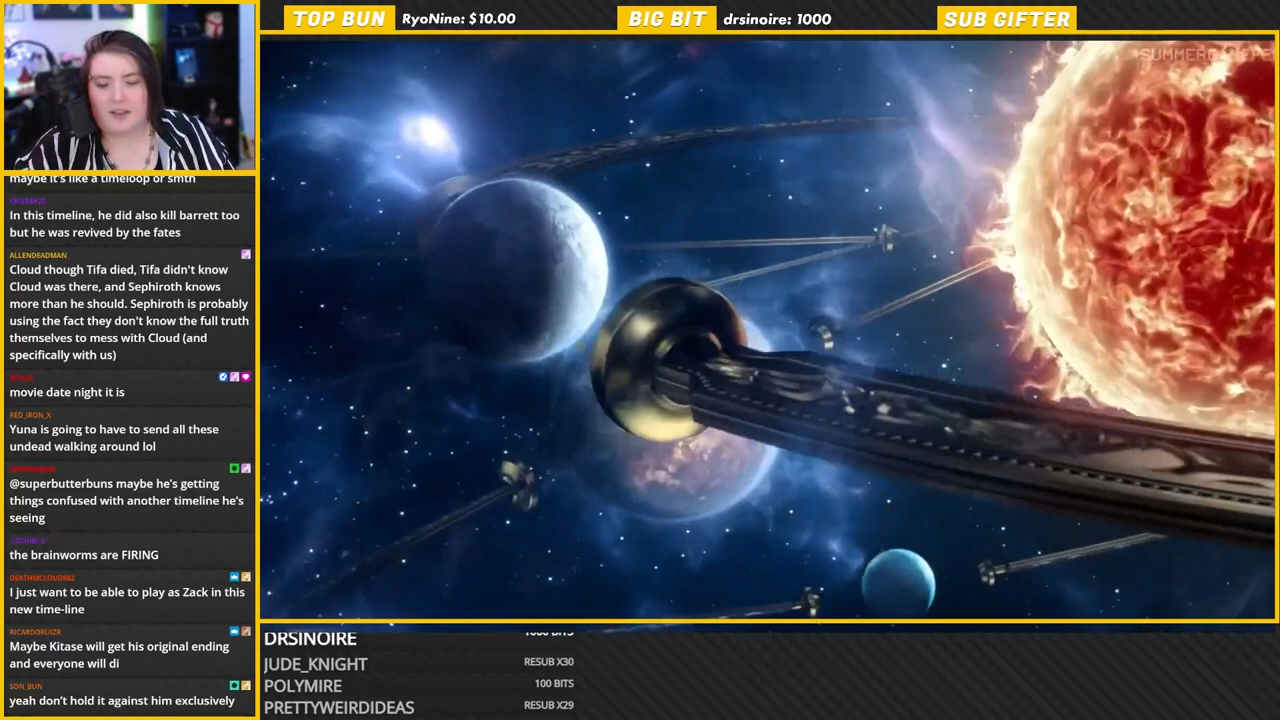 TOP BUN RyoNine: $10.00 BIG BIT drsinoire: 1000 SUB GIFTER
maybe it's like a timeloop or smth
In this timeline, he did also kill barrett too
but he was revived by the fates
ALLENDEADMAN
Cloud though Tifa died, Tifa didn't know
Cloud was there, and Sephiroth knows
more than he should. Sephiroth is probably
using the fact they don't know the full truth
themselves to mess with Cloud (and
specifically with us)
movie date night it is
RED_IRON_X
Yuna is going to have to send all these
undead walking around lol
@superbutterbuns maybe he's getting
things confused with another timeline he's
seeing
the brainworms are FIRING
DEATHMCLOUD582
I just want to be able to play as Zack in this
new time-line
RICARDORUIZR
Maybe Kitase will get his original ending
and everyone will di
SON_BUN
yeah don't hold it against him exclusively
DRSINOIRE 1000 BITS
JUDE_KNIGHT RESUB X30
POLYMIRE 100 BITS
PRETTYWEIRDIDEAS RESUB X29